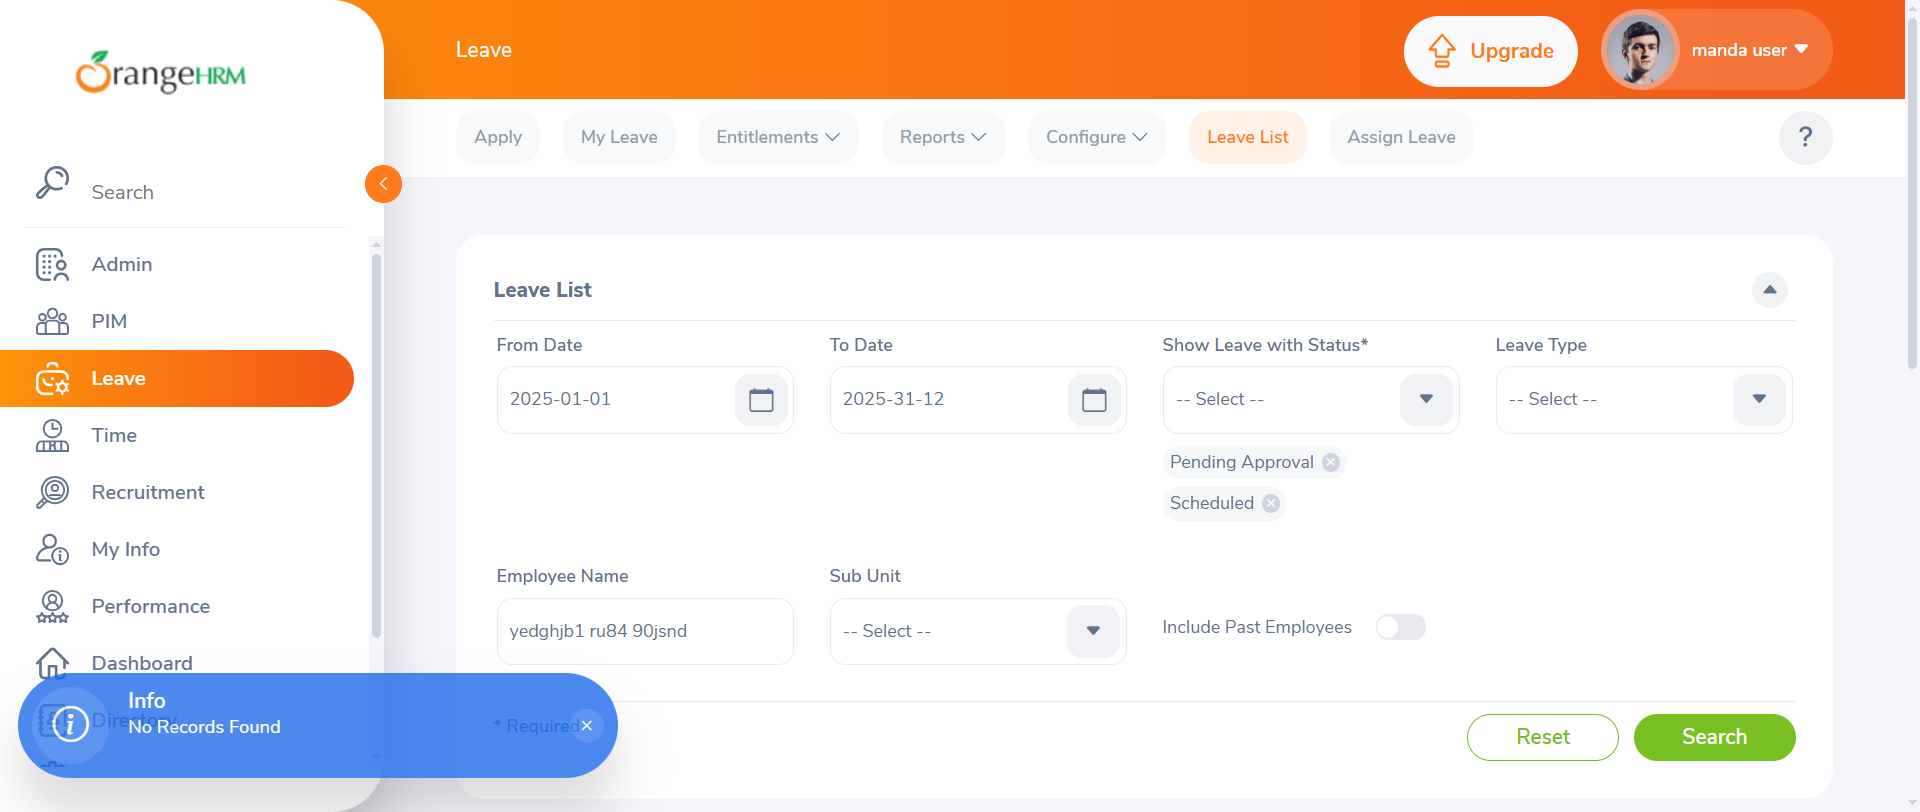 OrangeHRM
Leave
Upgrade
manda user
Search
Apply
My Leave
Entitlements
Reports
Configure
Leave List
Assign Leave
?
Admin
PIM
Leave
Time
Recruitment
My Info
Performance
Dashboard
Directory
Leave List
From Date
To Date
Show Leave with Status*
Leave Type
2025-01-01
2025-31-12
-- Select --
-- Select --
Pending Approval
Scheduled
Employee Name
Sub Unit
yedghjb1 ru84 90jsnd
-- Select --
Include Past Employees
* Required
Reset
Search
Info
No Records Found